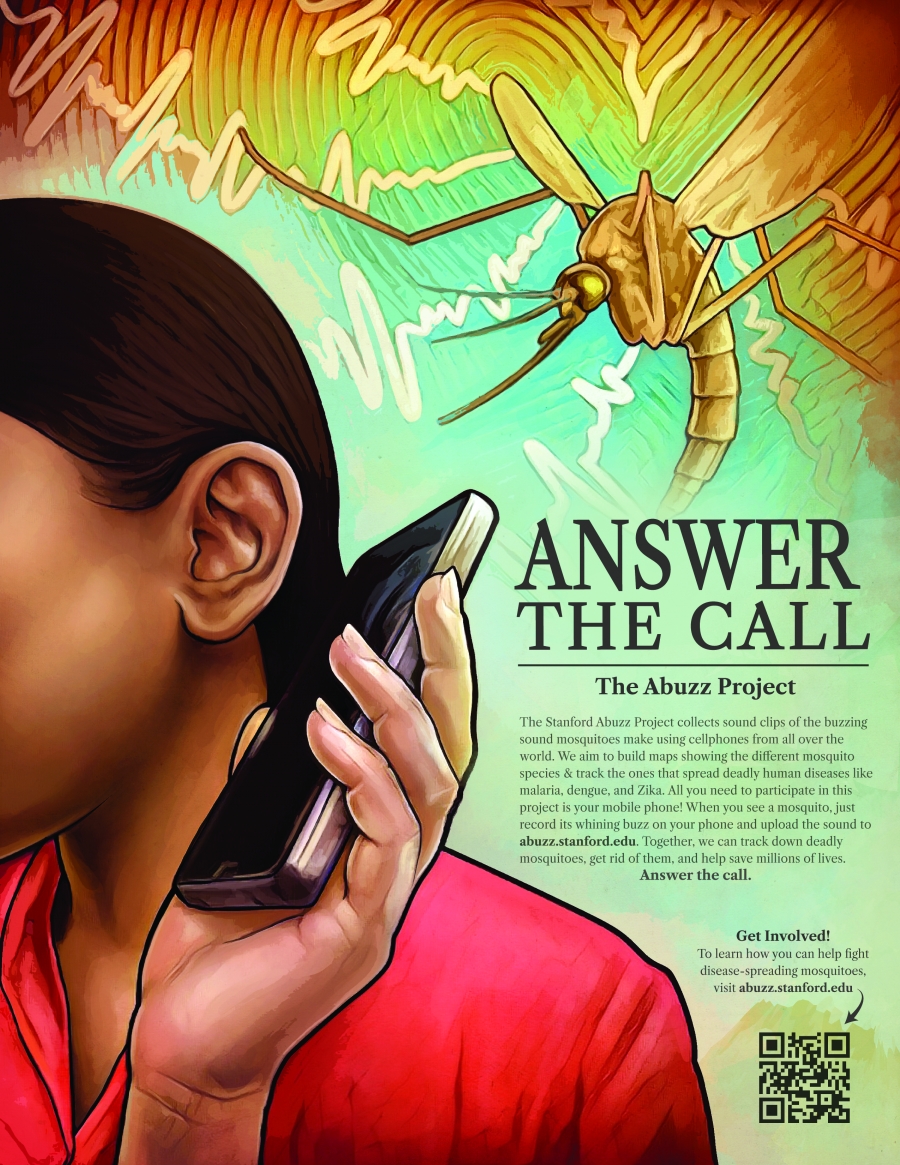 ANSWER
THE CALL
The Abuzz Project
The Stanford Abuzz Project collects sound clips of the buzzing
sound mosquitoes make using cellphones from all over the
world. We aim to build maps showing the different mosquito
species & track the ones that spread deadly human diseases like
malaria, dengue, and Zika. All you need to participate in this
project is your mobile phone! When you see a mosquito, just
record its whining buzz on your phone and upload the sound to
abuzz.stanford.edu. Together, we can track down deadly
mosquitoes, get rid of them, and help save millions of lives.
Answer the call.
Get Involved!
To learn how you can help fight
disease-spreading mosquitoes,
visit abuzz.stanford.edu